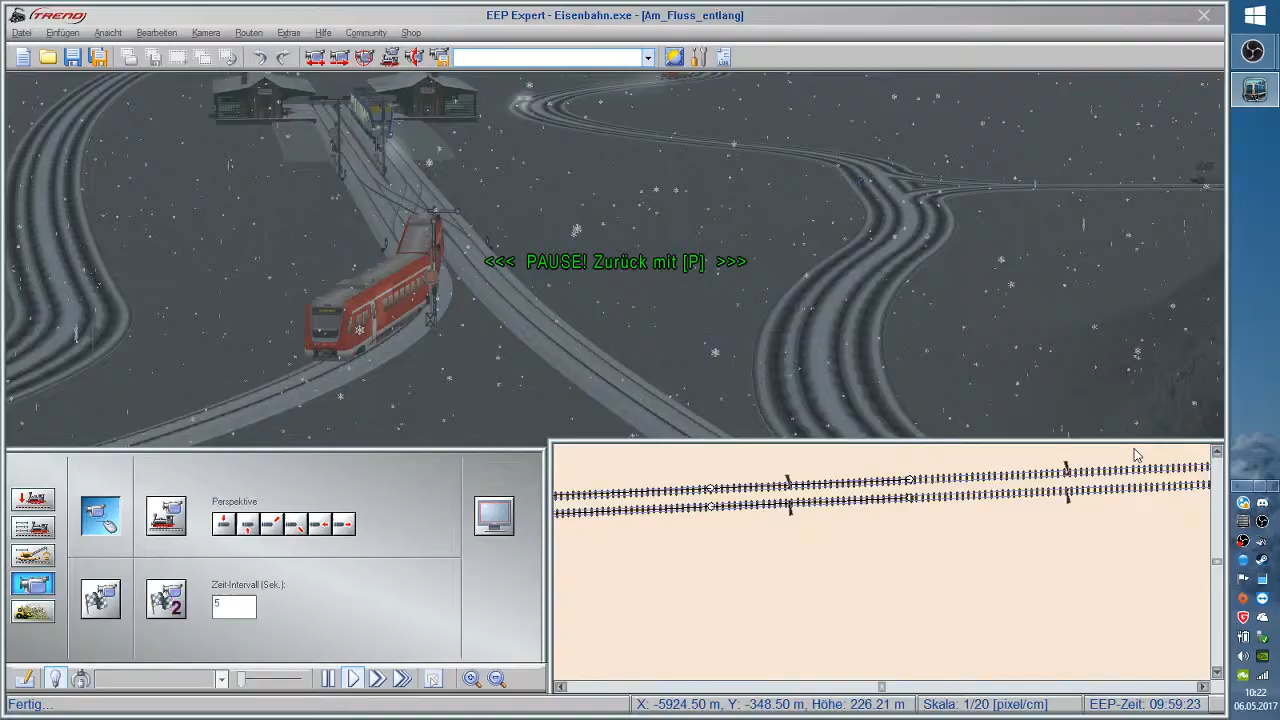 TREND
EEP Expert - Eisenbahn.exe - [Am_Fluss_entlang]
Datei Einfügen Ansicht Bearbeiten Kamera Routen Extras Hilfe Community Shop
<<< PAUSE! Zurück mit [P] >>>
Perspektive
Zeit-Intervall (Sek.):
2
5
Fertig...
X: -5924.50 m, Y: -348.50 m, Höhe: 226.21 m
Skala: 1/20 [pixel/cm]
EEP-Zeit: 09:59:23
10:22
06.05.2017